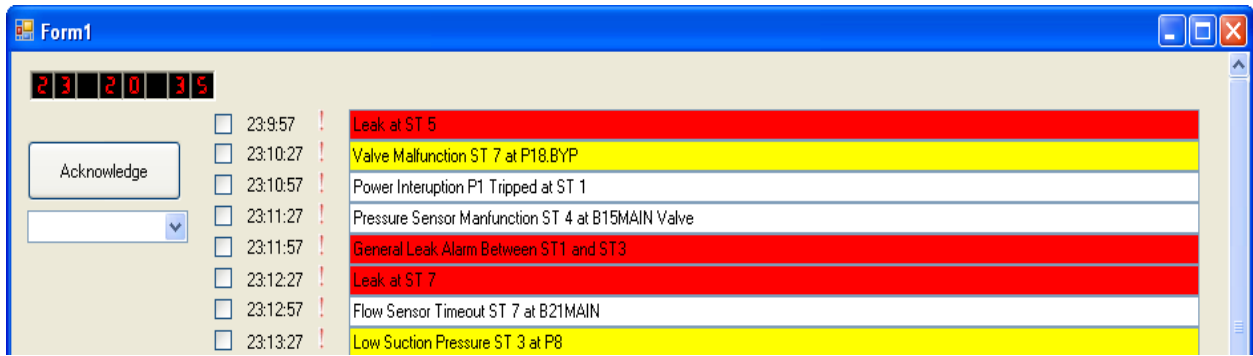 Form1
23 20 35
Acknowledge
23:9:57 ! Leak at ST 5
23:10:27 ! Valve Malfunction ST 7 at P18.BYP
23:10:57 ! Power Interuption P1 Tripped at ST 1
23:11:27 ! Pressure Sensor Manfunction ST 4 at B15MAIN Valve
23:11:57 ! General Leak Alarm Between ST1 and ST3
23:12:27 ! Leak at ST 7
23:12:57 ! Flow Sensor Timeout ST 7 at B21MAIN
23:13:27 ! Low Suction Pressure ST 3 at P8